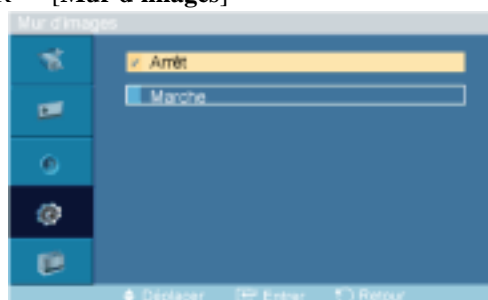 [Mur d'images]
Mur d'images
Arrêt
Marche
Déplacer Entrer Retour